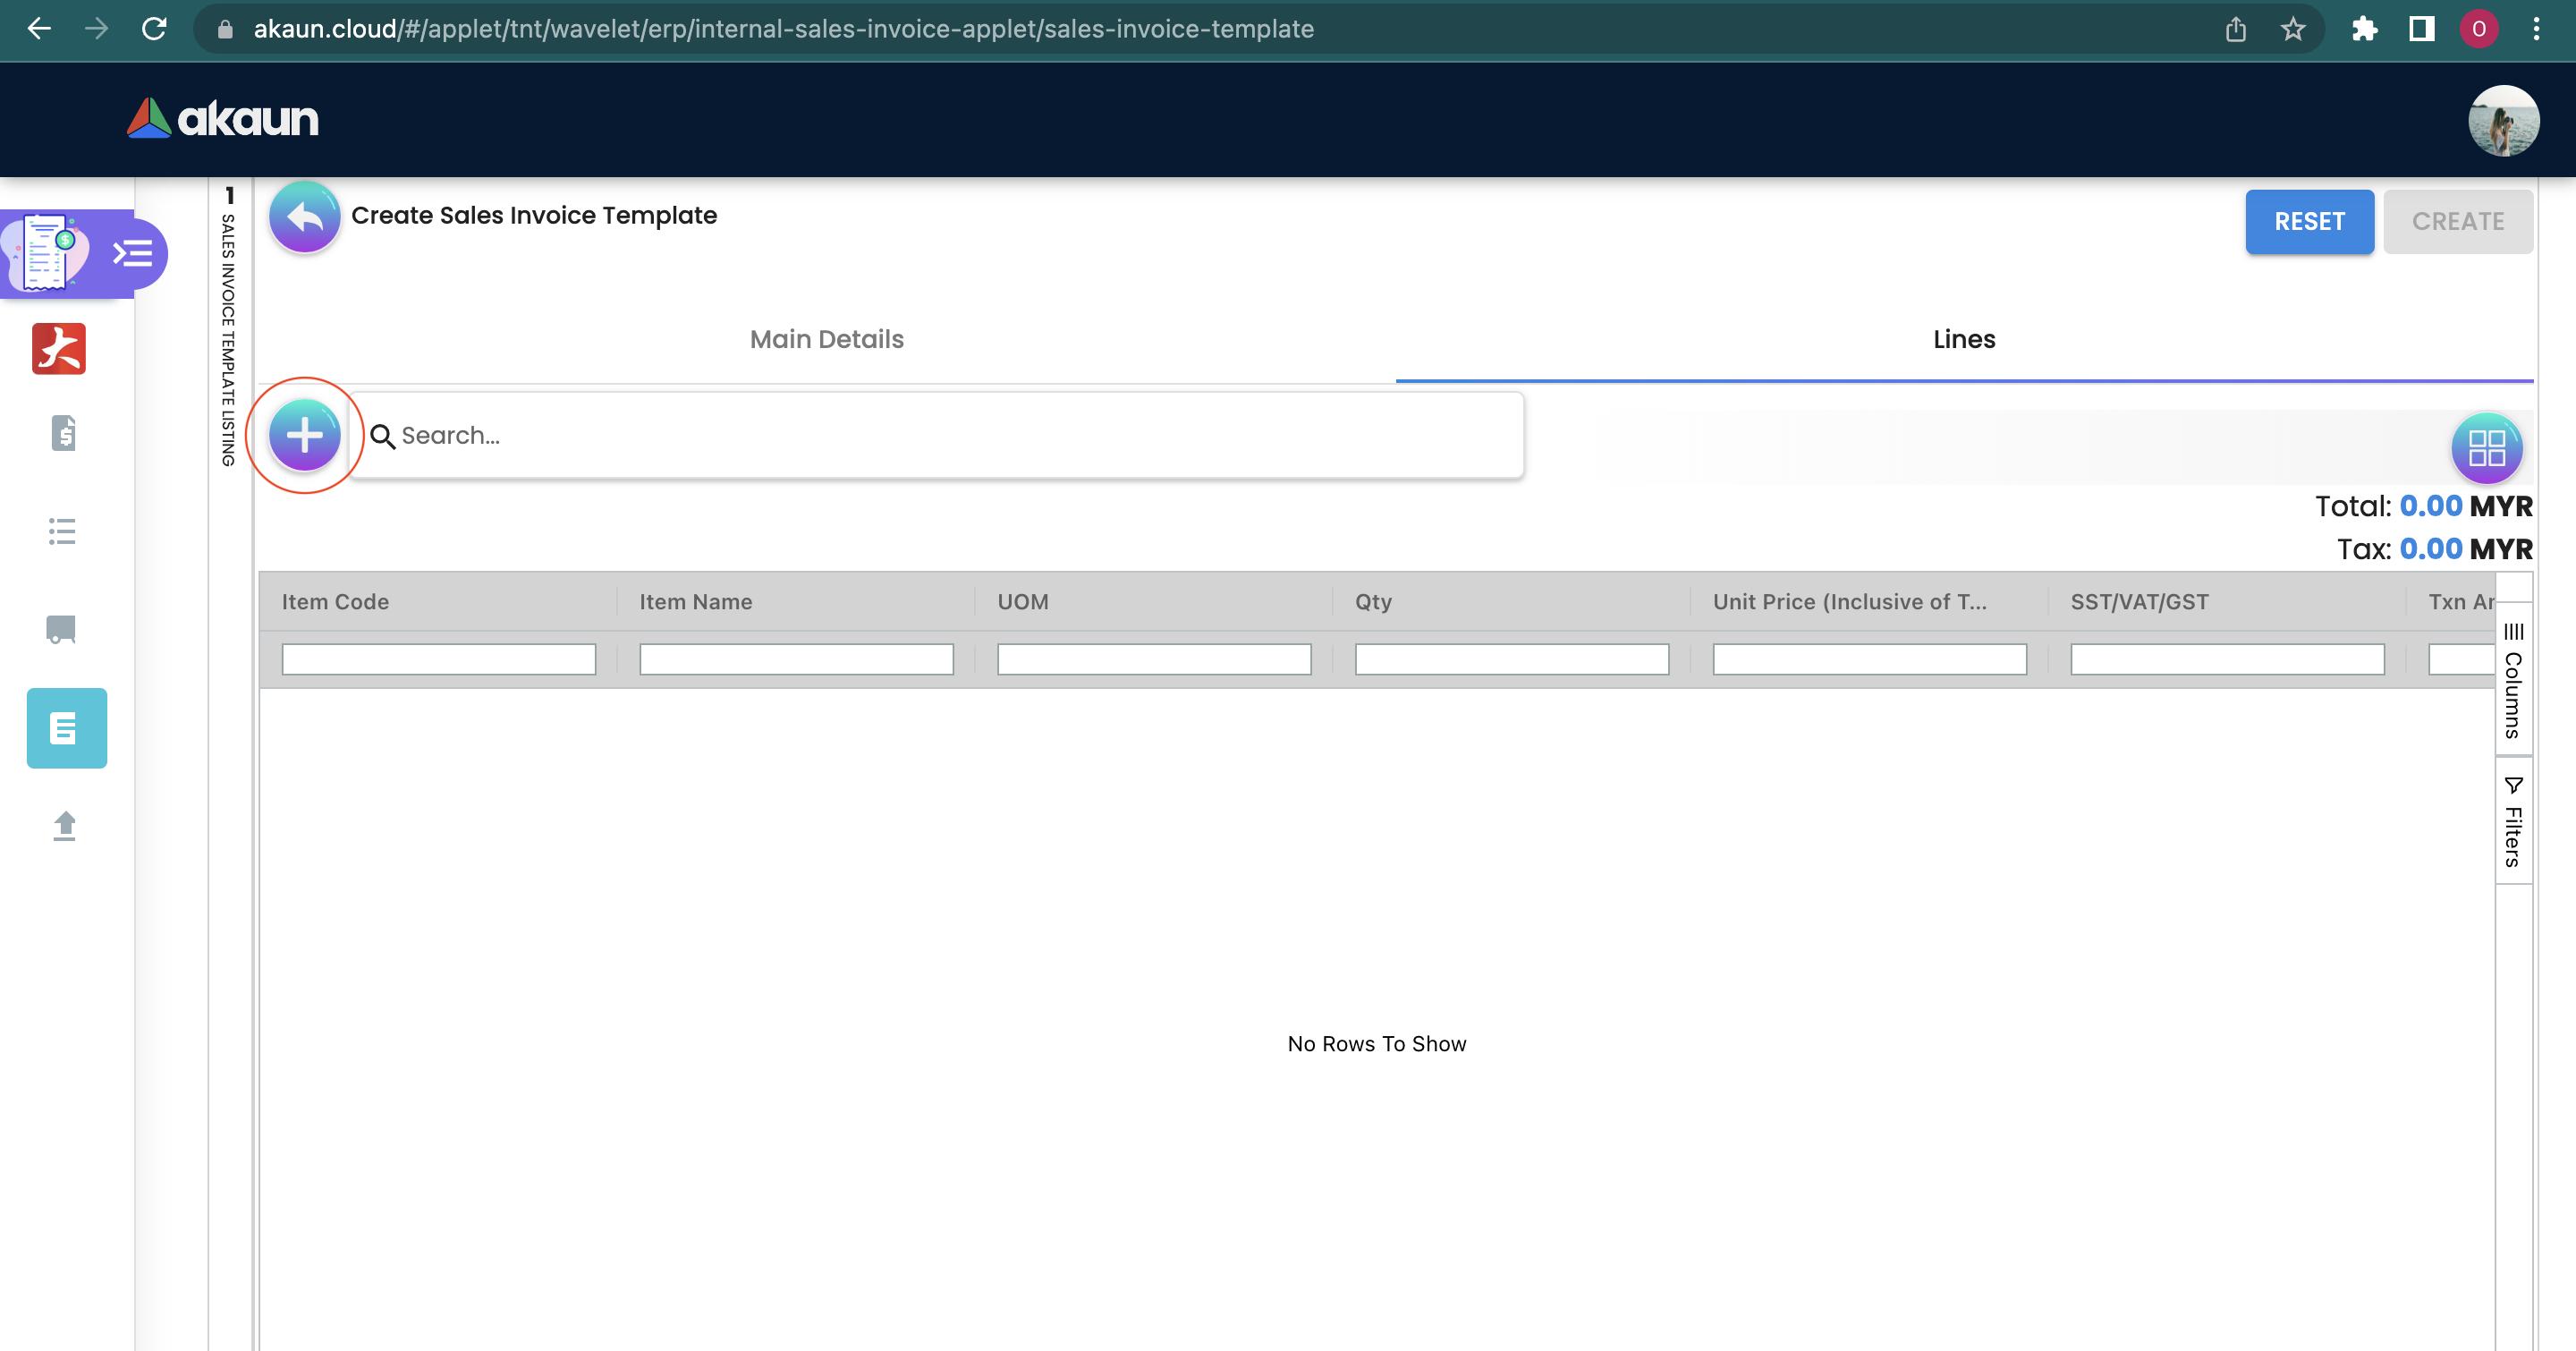 akaun.cloud/#/applet/tnt/wavelet/erp/internal-sales-invoice-applet/sales-invoice-template
O
akaun
1
SALES INVOICE TEMPLATE LISTING
Create Sales Invoice Template
RESET
CREATE
Main Details
Lines
Search...
Total: 0.00 MYR
Tax: 0.00 MYR
Item Code
Item Name
UOM
Qty
Unit Price (Inclusive of T...
SST/VAT/GST
Txn Ar
Columns
Filters
No Rows To Show